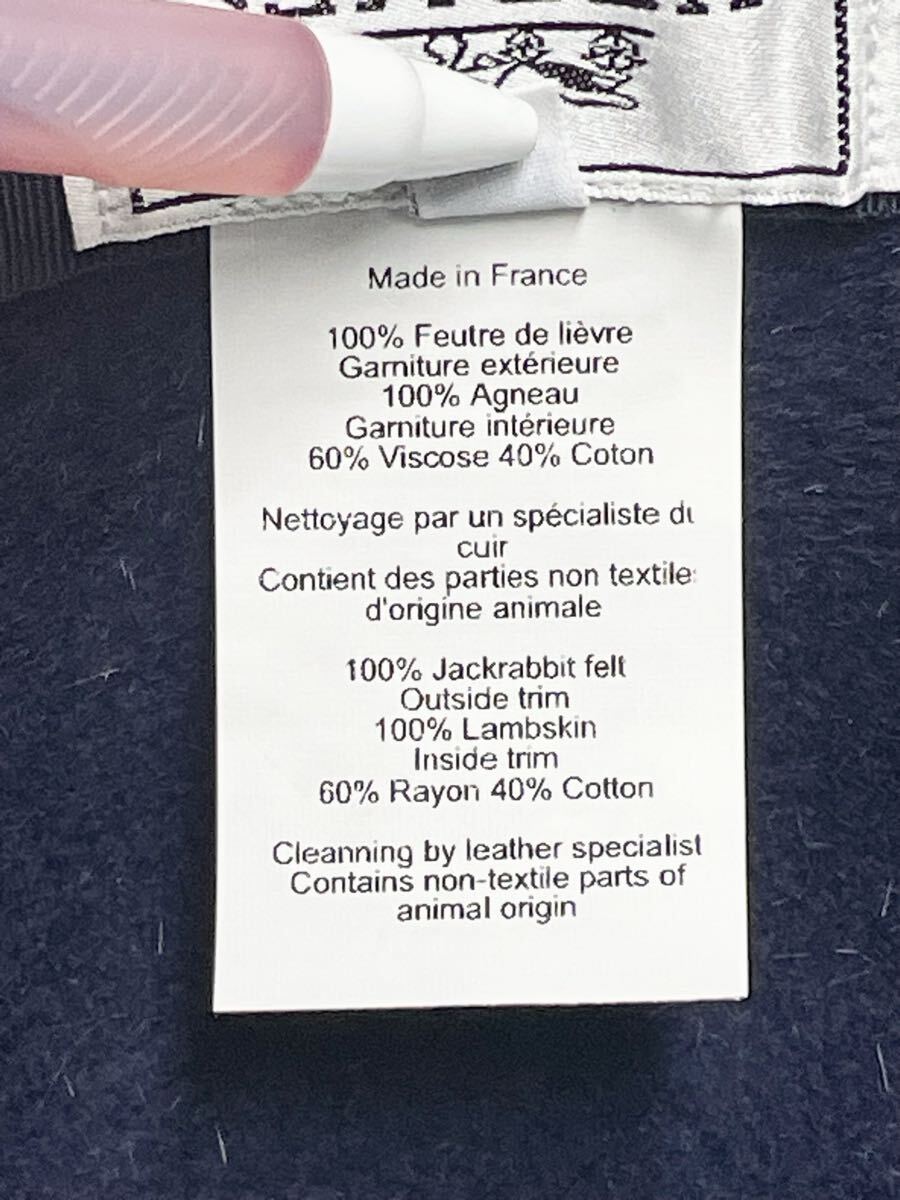 Made in France
100% Feutre de lièvre
Garniture extérieure
100% Agneau
Garniture intérieure
60% Viscose 40% Coton
Nettoyage par un spécialiste du
cuir
Contient des parties non textile
d'origine animale
100% Jackrabbit felt
Outside trim
100% Lambskin
Inside trim
60% Rayon 40% Cotton
Cleanning by leather specialist
Contains non-textile parts of
animal origin